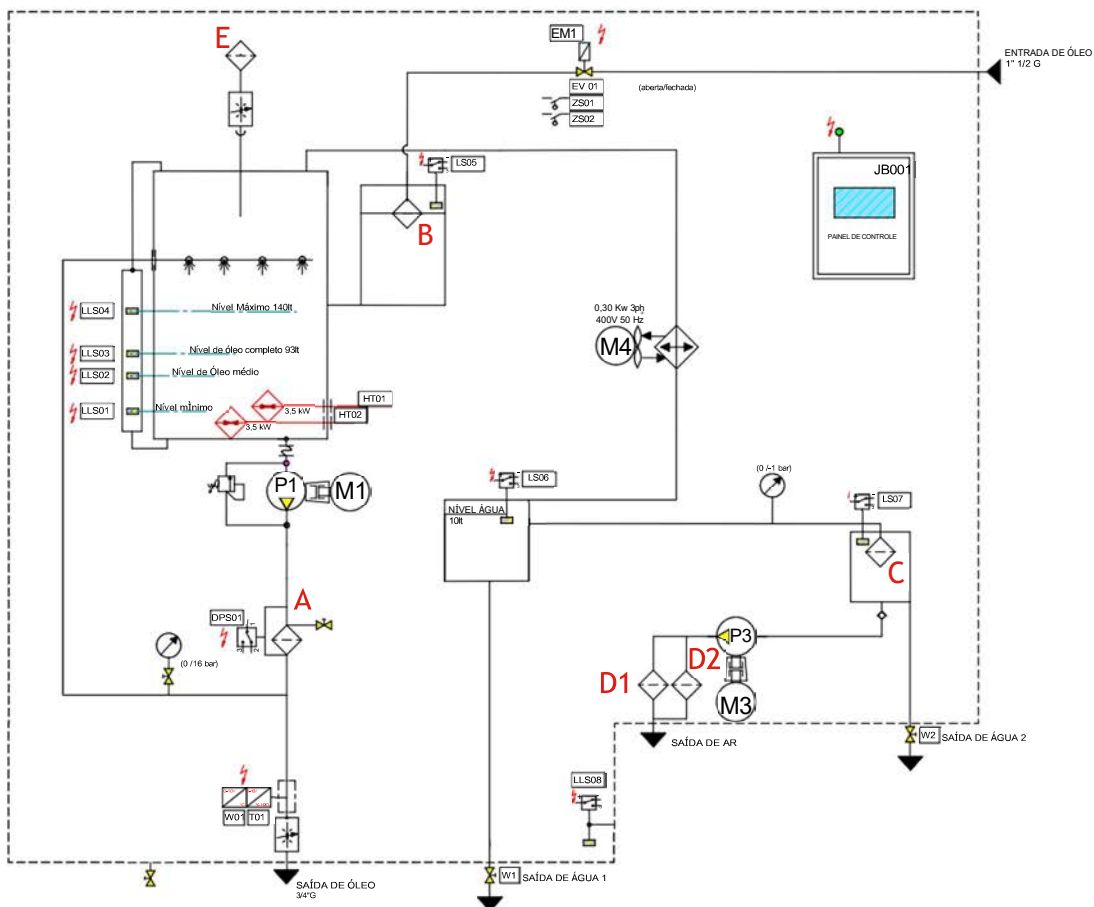 E
EM1
EV 01
(aberta/fechada)
ZS01
ZS02
ENTRADA DE ÓLEO
1" 1/2 G
LS05
B
JB001
PAINEL DE CONTROLE
LLS04
Nível Máximo 140lt
LLS03
Nível de óleo completo 93lt
LLS02
Nível de Óleo médio
LLS01
Nível mínimo
3,5 kW
HT01
3,5 kW
HT02
0,30 Kw 3ph
400V 50 Hz
M4
P1
M1
LS06
NÍVEL ÁGUA
10lt
(0 /-1 bar)
LS07
C
A
DPS01
1
3
2
(0 /16 bar)
P3
D2
D1
M3
SAÍDA DE AR
W2
SAÍDA DE ÁGUA 2
LLS08
W01
T01
SAÍDA DE ÓLEO
3/4"G
W1
SAÍDA DE ÁGUA 1